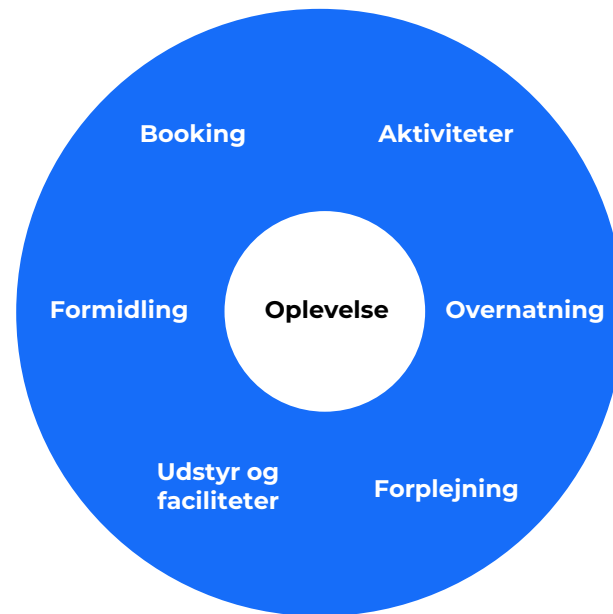 Booking
Aktiviteter
Formidling
Oplevelse
Overnatning
Udstyr og
faciliteter
Forplejning